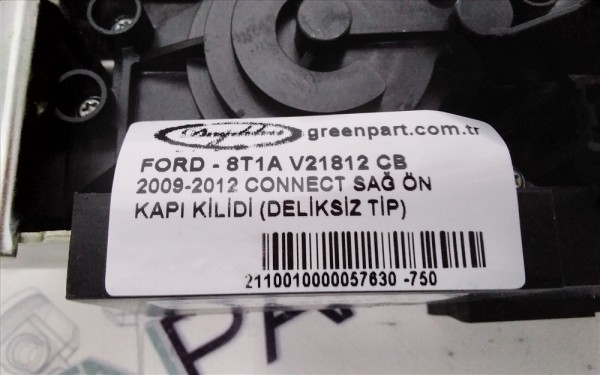 greenpart.com.tr
FORD - 8T1A V21812 CB
2009-2012 CONNECT SAĞ ÖN
KAPI KİLİDİ (DELİKSİZ TİP)
2110010000057630 -750